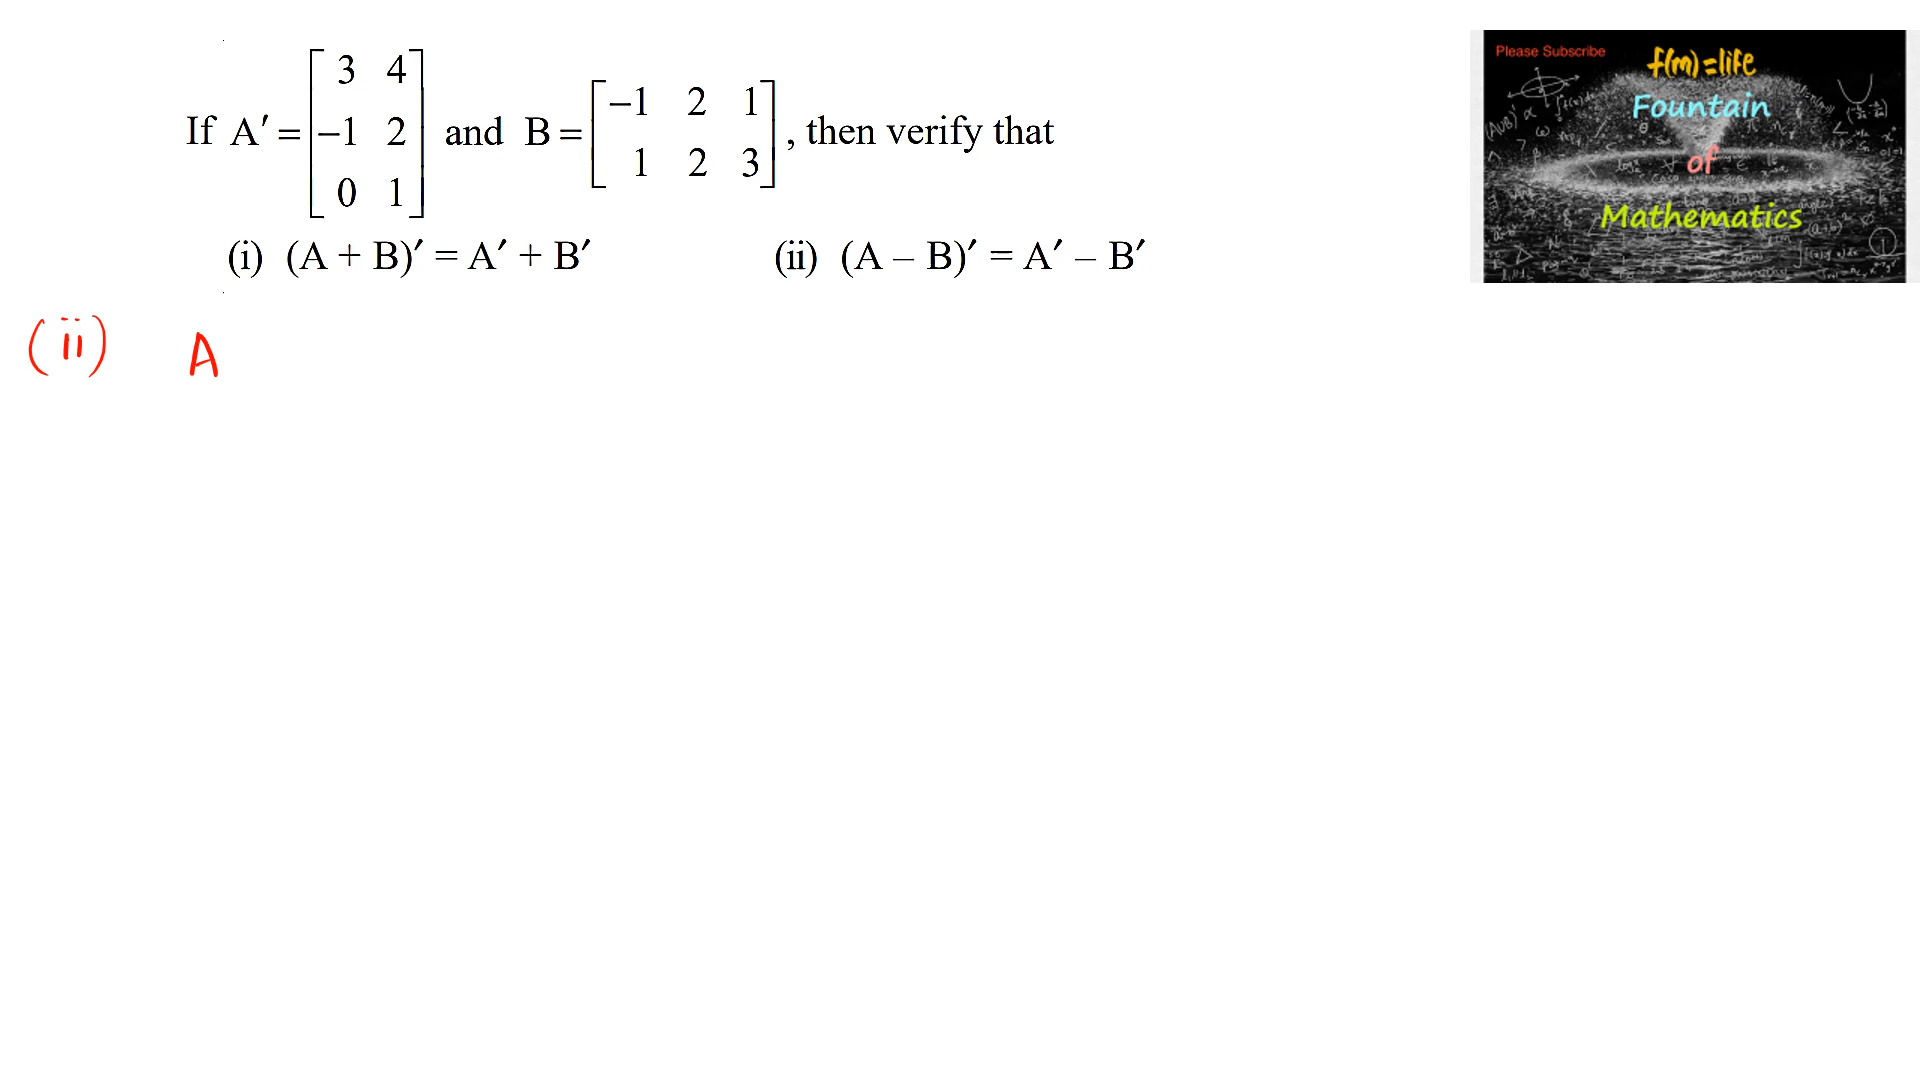 If A′ = [ 3 4 ; −1 2 ; 0 1 ] and B = [ −1 2 1 ; 1 2 3 ] , then verify that
(i) (A + B)′ = A′ + B′ (ii) (A – B)′ = A′ – B′
(ii) A
Please Subscribe
f(m)=life
Fountain
of
Mathematics